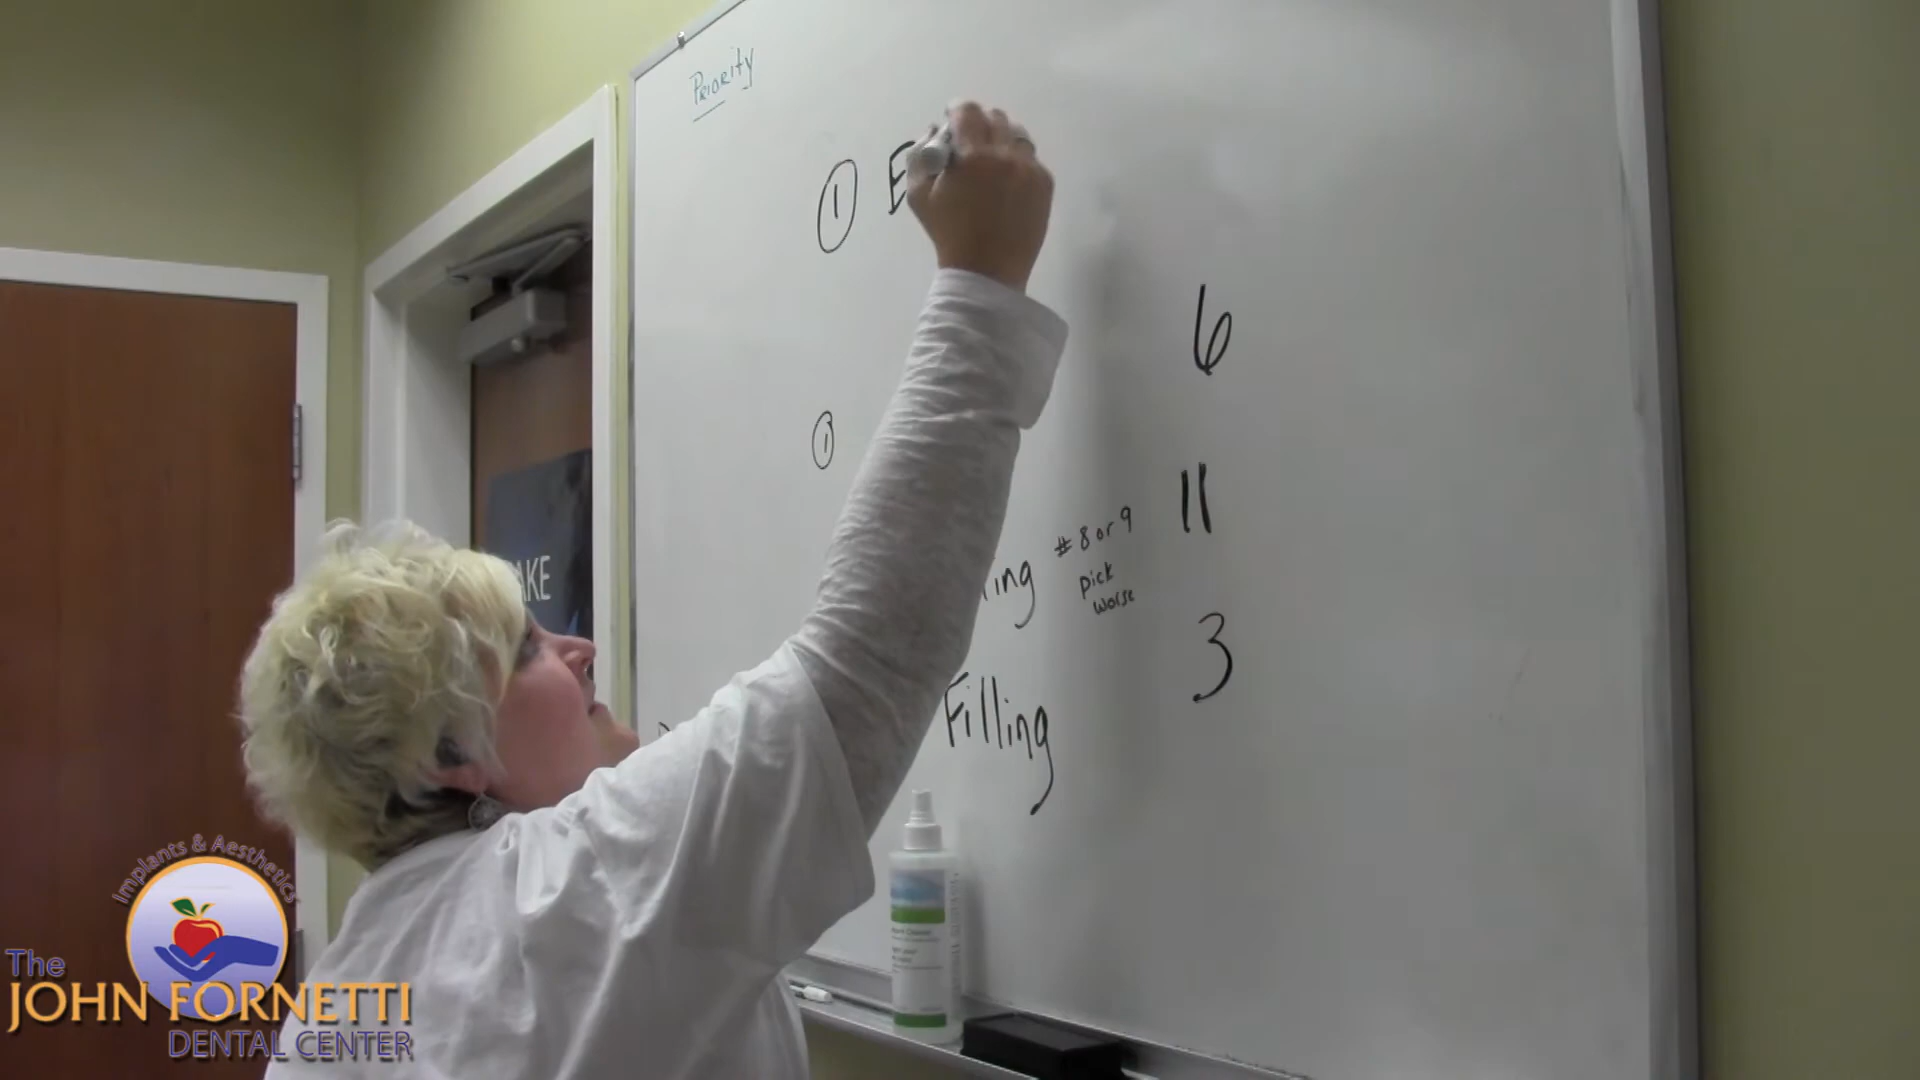 Priority
① E
6
①
11
#8 or 9
ing
pick
worse
3
Filling
AKE
Implants & Aesthetics
The
JOHN FORNETTI
DENTAL CENTER